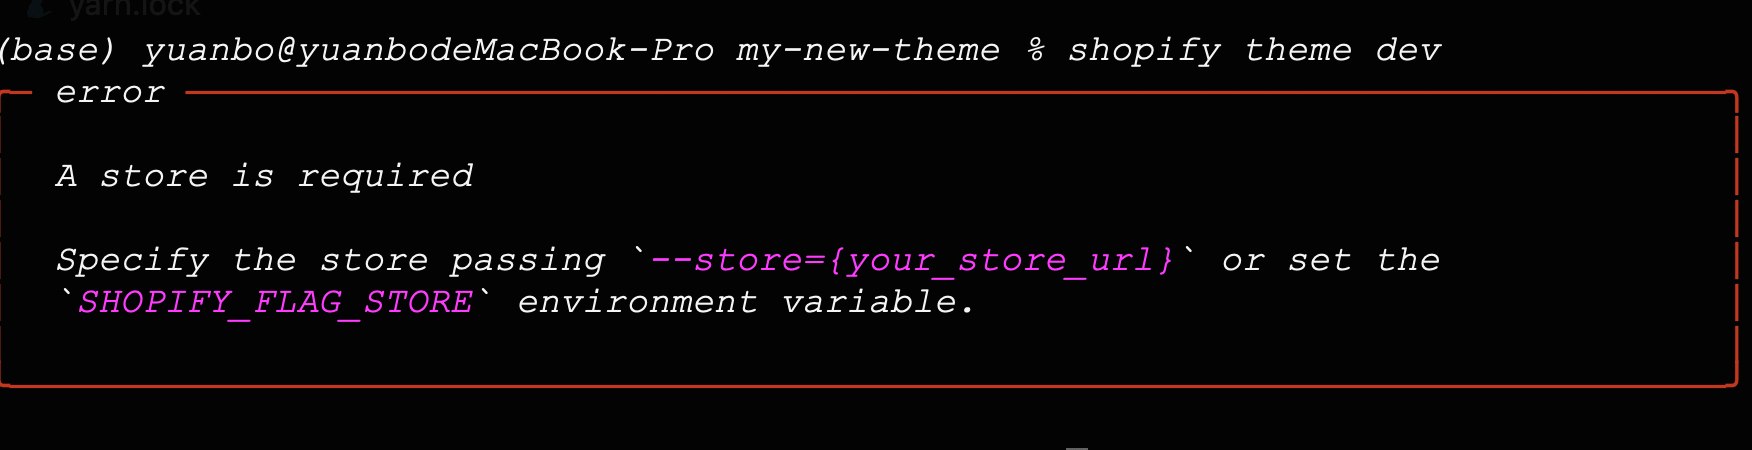 yarn.lock
(base) yuanbo@yuanbodeMacBook-Pro my-new-theme % shopify theme dev
error
A store is required
Specify the store passing `--store={your_store_url}` or set the
`SHOPIFY_FLAG_STORE` environment variable.